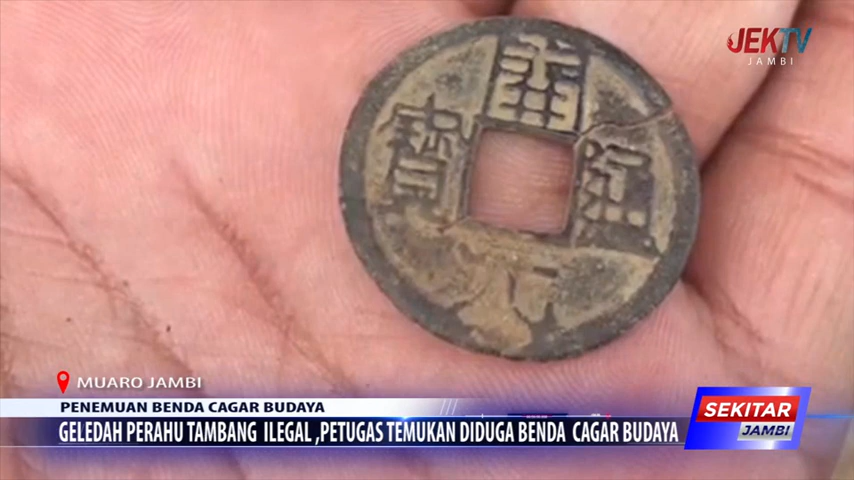 JEKTV
JAMBI
MUARO JAMBI
PENEMUAN BENDA CAGAR BUDAYA
GELEDAH PERAHU TAMBANG ILEGAL ,PETUGAS TEMUKAN DIDUGA BENDA CAGAR BUDAYA
SEKITAR
JAMBI